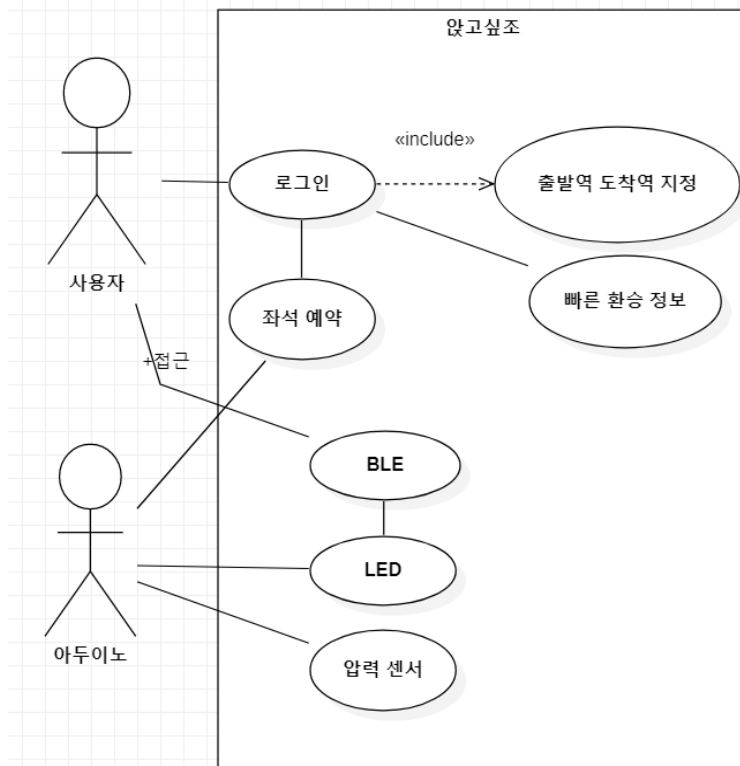 앉고싶조
«include»
로그인
출발역 도착역 지정
사용자
빠른 환승 정보
좌석 예약
+접근
BLE
LED
아두이노
압력 센서